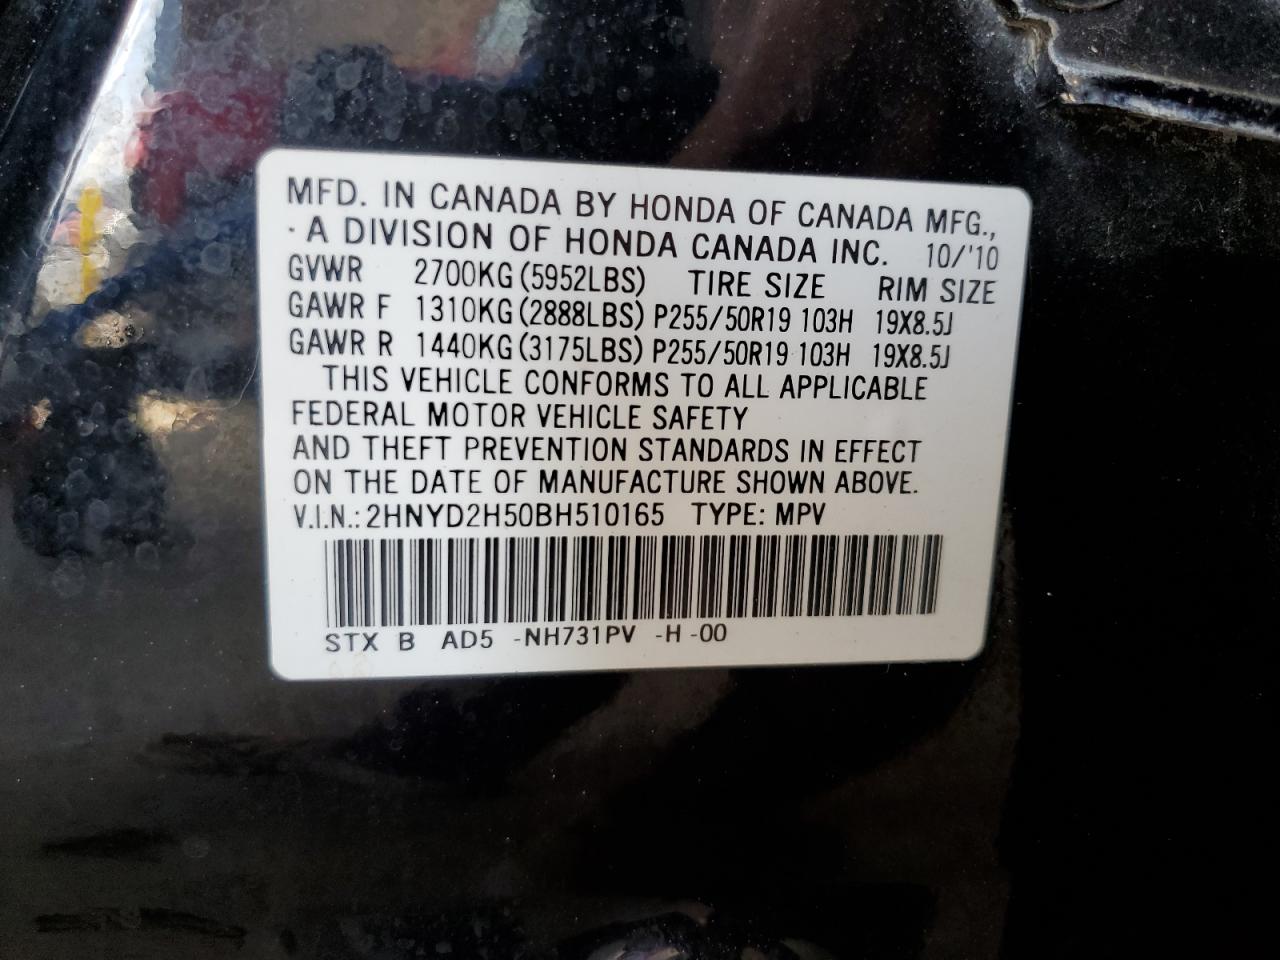 MFD. IN CANADA BY HONDA OF CANADA MFG.,
· A DIVISION OF HONDA CANADA INC. 10/'10
GVWR 2700KG (5952LBS) TIRE SIZE RIM SIZE
GAWR F 1310KG (2888LBS) P255/50R19 103H 19X8.5J
GAWR R 1440KG (3175LBS) P255/50R19 103H 19X8.5J
THIS VEHICLE CONFORMS TO ALL APPLICABLE
FEDERAL MOTOR VEHICLE SAFETY
AND THEFT PREVENTION STANDARDS IN EFFECT
ON THE DATE OF MANUFACTURE SHOWN ABOVE.
V.I.N.: 2HNYD2H50BH510165 TYPE: MPV
STX B AD5 -NH731PV -H -00